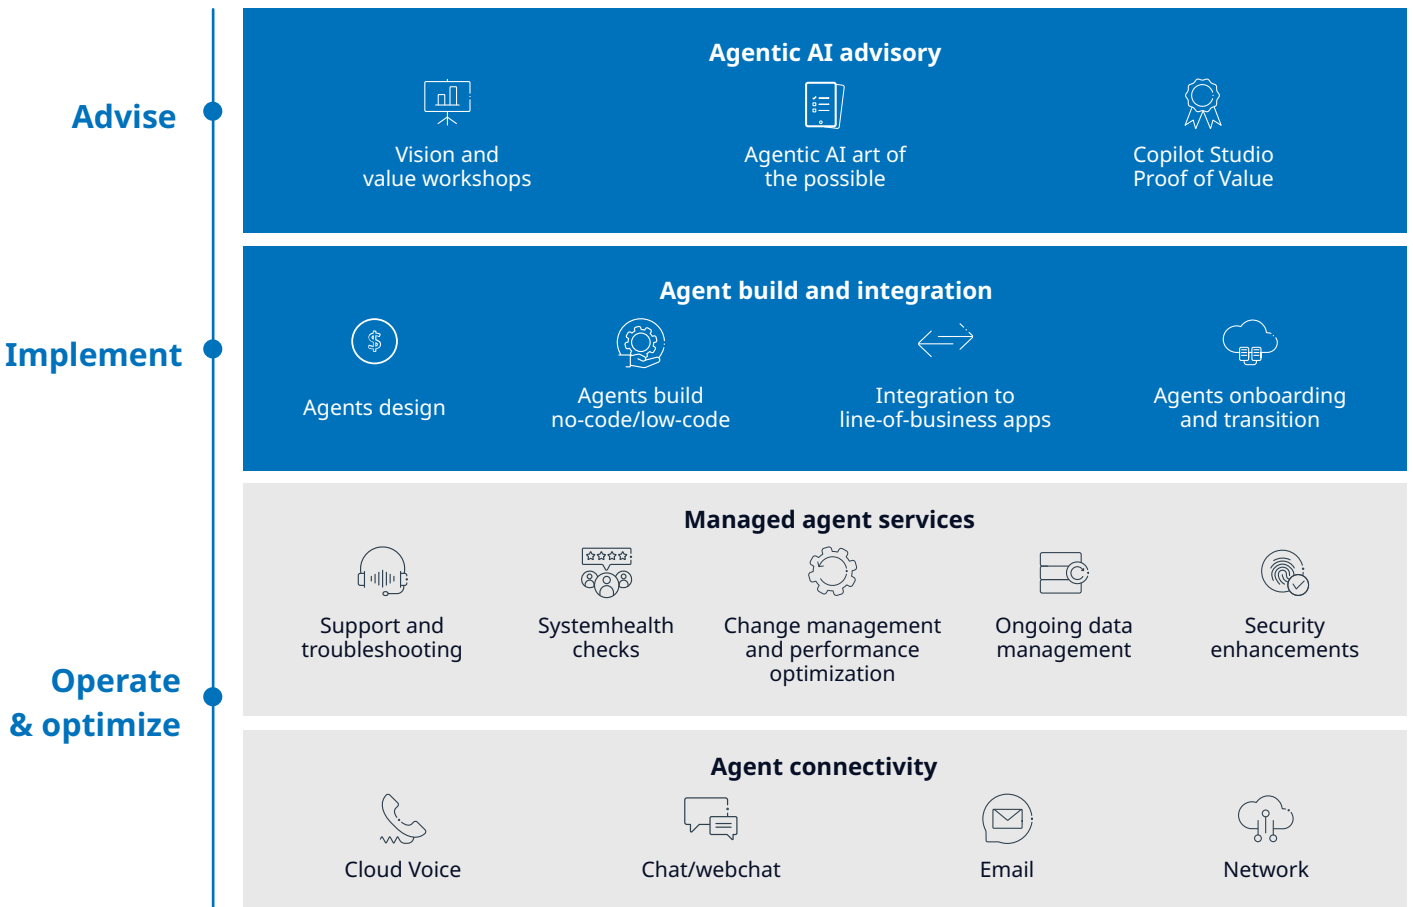 Advise
Agentic AI advisory
Vision and
value workshops
Agentic AI art of
the possible
Copilot Studio
Proof of Value
Implement
Agent build and integration
$
Agents design
Agents build
no-code/low-code
Integration to
line-of-business apps
Agents onboarding
and transition
Operate
& optimize
Managed agent services
Support and
troubleshooting
Systemhealth
checks
Change management
and performance
optimization
Ongoing data
management
Security
enhancements
Agent connectivity
Cloud Voice
Chat/webchat
Email
Network